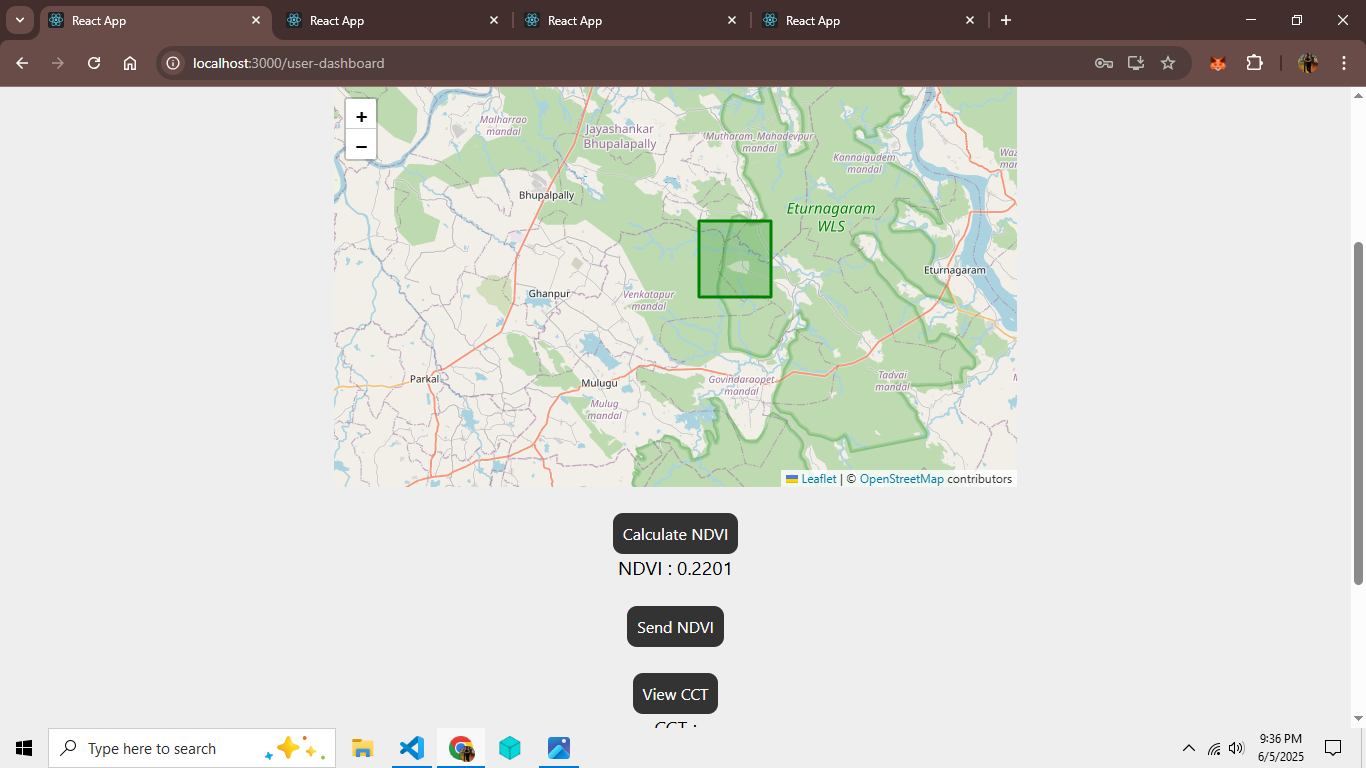 React App
React App
React App
React App
localhost:3000/user-dashboard
+
−
Malharrao
mandal
Jayashankar
Bhupalapally
Mutharam_Mahadevpur
mandal
Kannaigudem
mandal
Bhupalpally
Eturnagaram
WLS
Eturnagaram
Ghanpur
Venkatapur
mandal
Parkal
Mulugu
Govindaraopet
mandal
Tadvai
mandal
Mulug
mandal
Leaflet | © OpenStreetMap contributors
Calculate NDVI
NDVI : 0.2201
Send NDVI
View CCT
CCT :
Type here to search
9:36 PM
6/5/2025